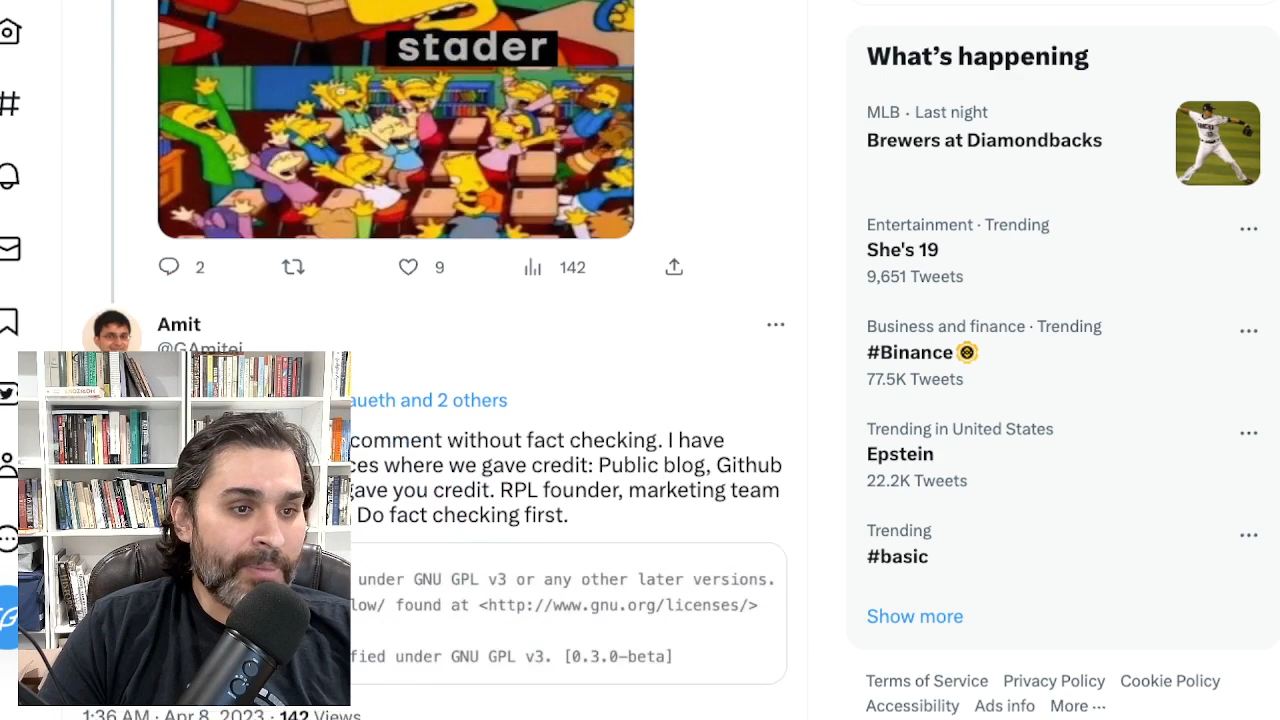 stader
2
9
142
Amit
@GAmitej
aueth and 2 others
comment without fact checking. I have
ces where we gave credit: Public blog, Github
gave you credit. RPL founder, marketing team
Do fact checking first.
under GNU GPL v3 or any other later versions.
low/ found at <http://www.gnu.org/licenses/>
fied under GNU GPL v3. [0.3.0-beta]
1:36 AM · Apr 8, 2023 · 142 Views
What's happening
MLB · Last night
Brewers at Diamondbacks
Entertainment · Trending
She's 19
9,651 Tweets
Business and finance · Trending
#Binance
77.5K Tweets
Trending in United States
Epstein
22.2K Tweets
Trending
#basic
Show more
Terms of Service Privacy Policy Cookie Policy
Accessibility Ads info More ···